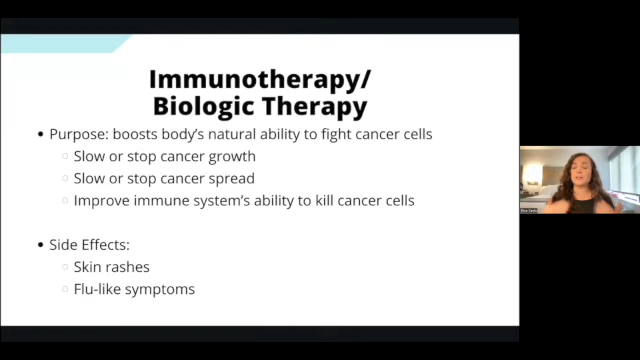 Immunotherapy/
Biologic Therapy
• Purpose: boosts body's natural ability to fight cancer cells
○ Slow or stop cancer growth
○ Slow or stop cancer spread
○ Improve immune system's ability to kill cancer cells
• Side Effects:
○ Skin rashes
○ Flu-like symptoms